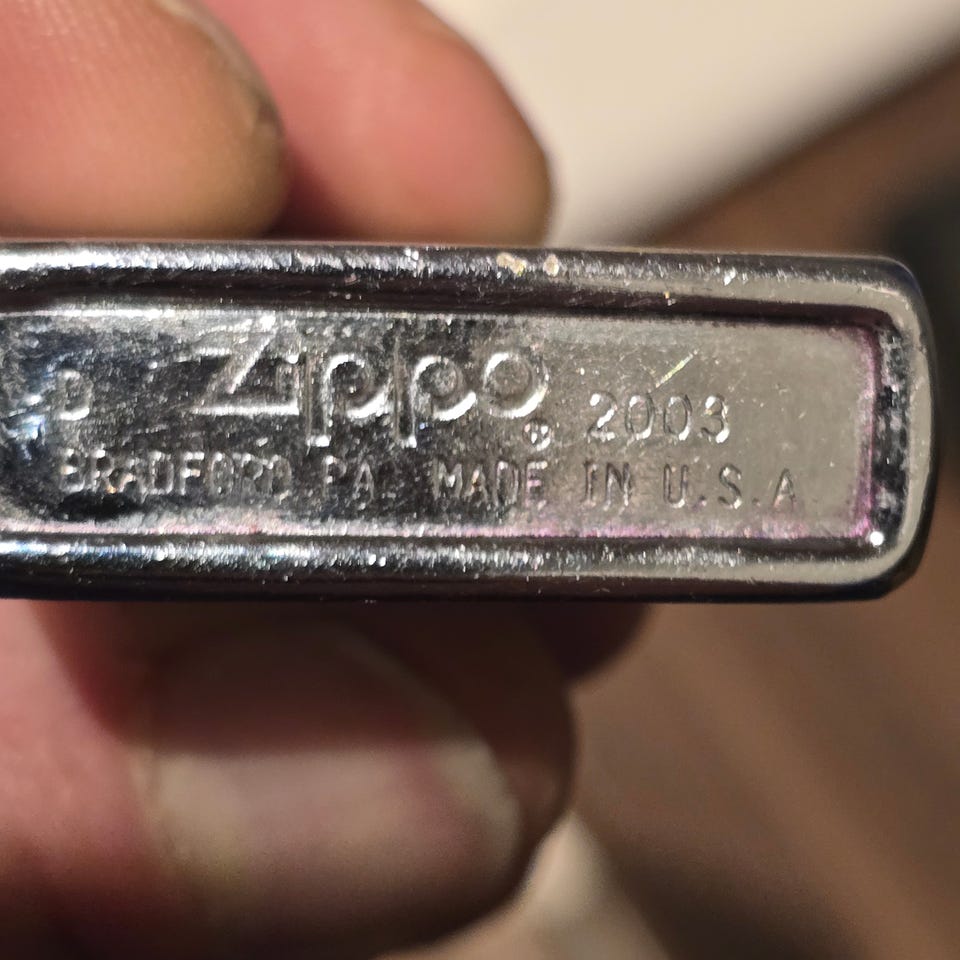 D Zippo® 2003
BRADFORD PA. MADE IN U.S.A